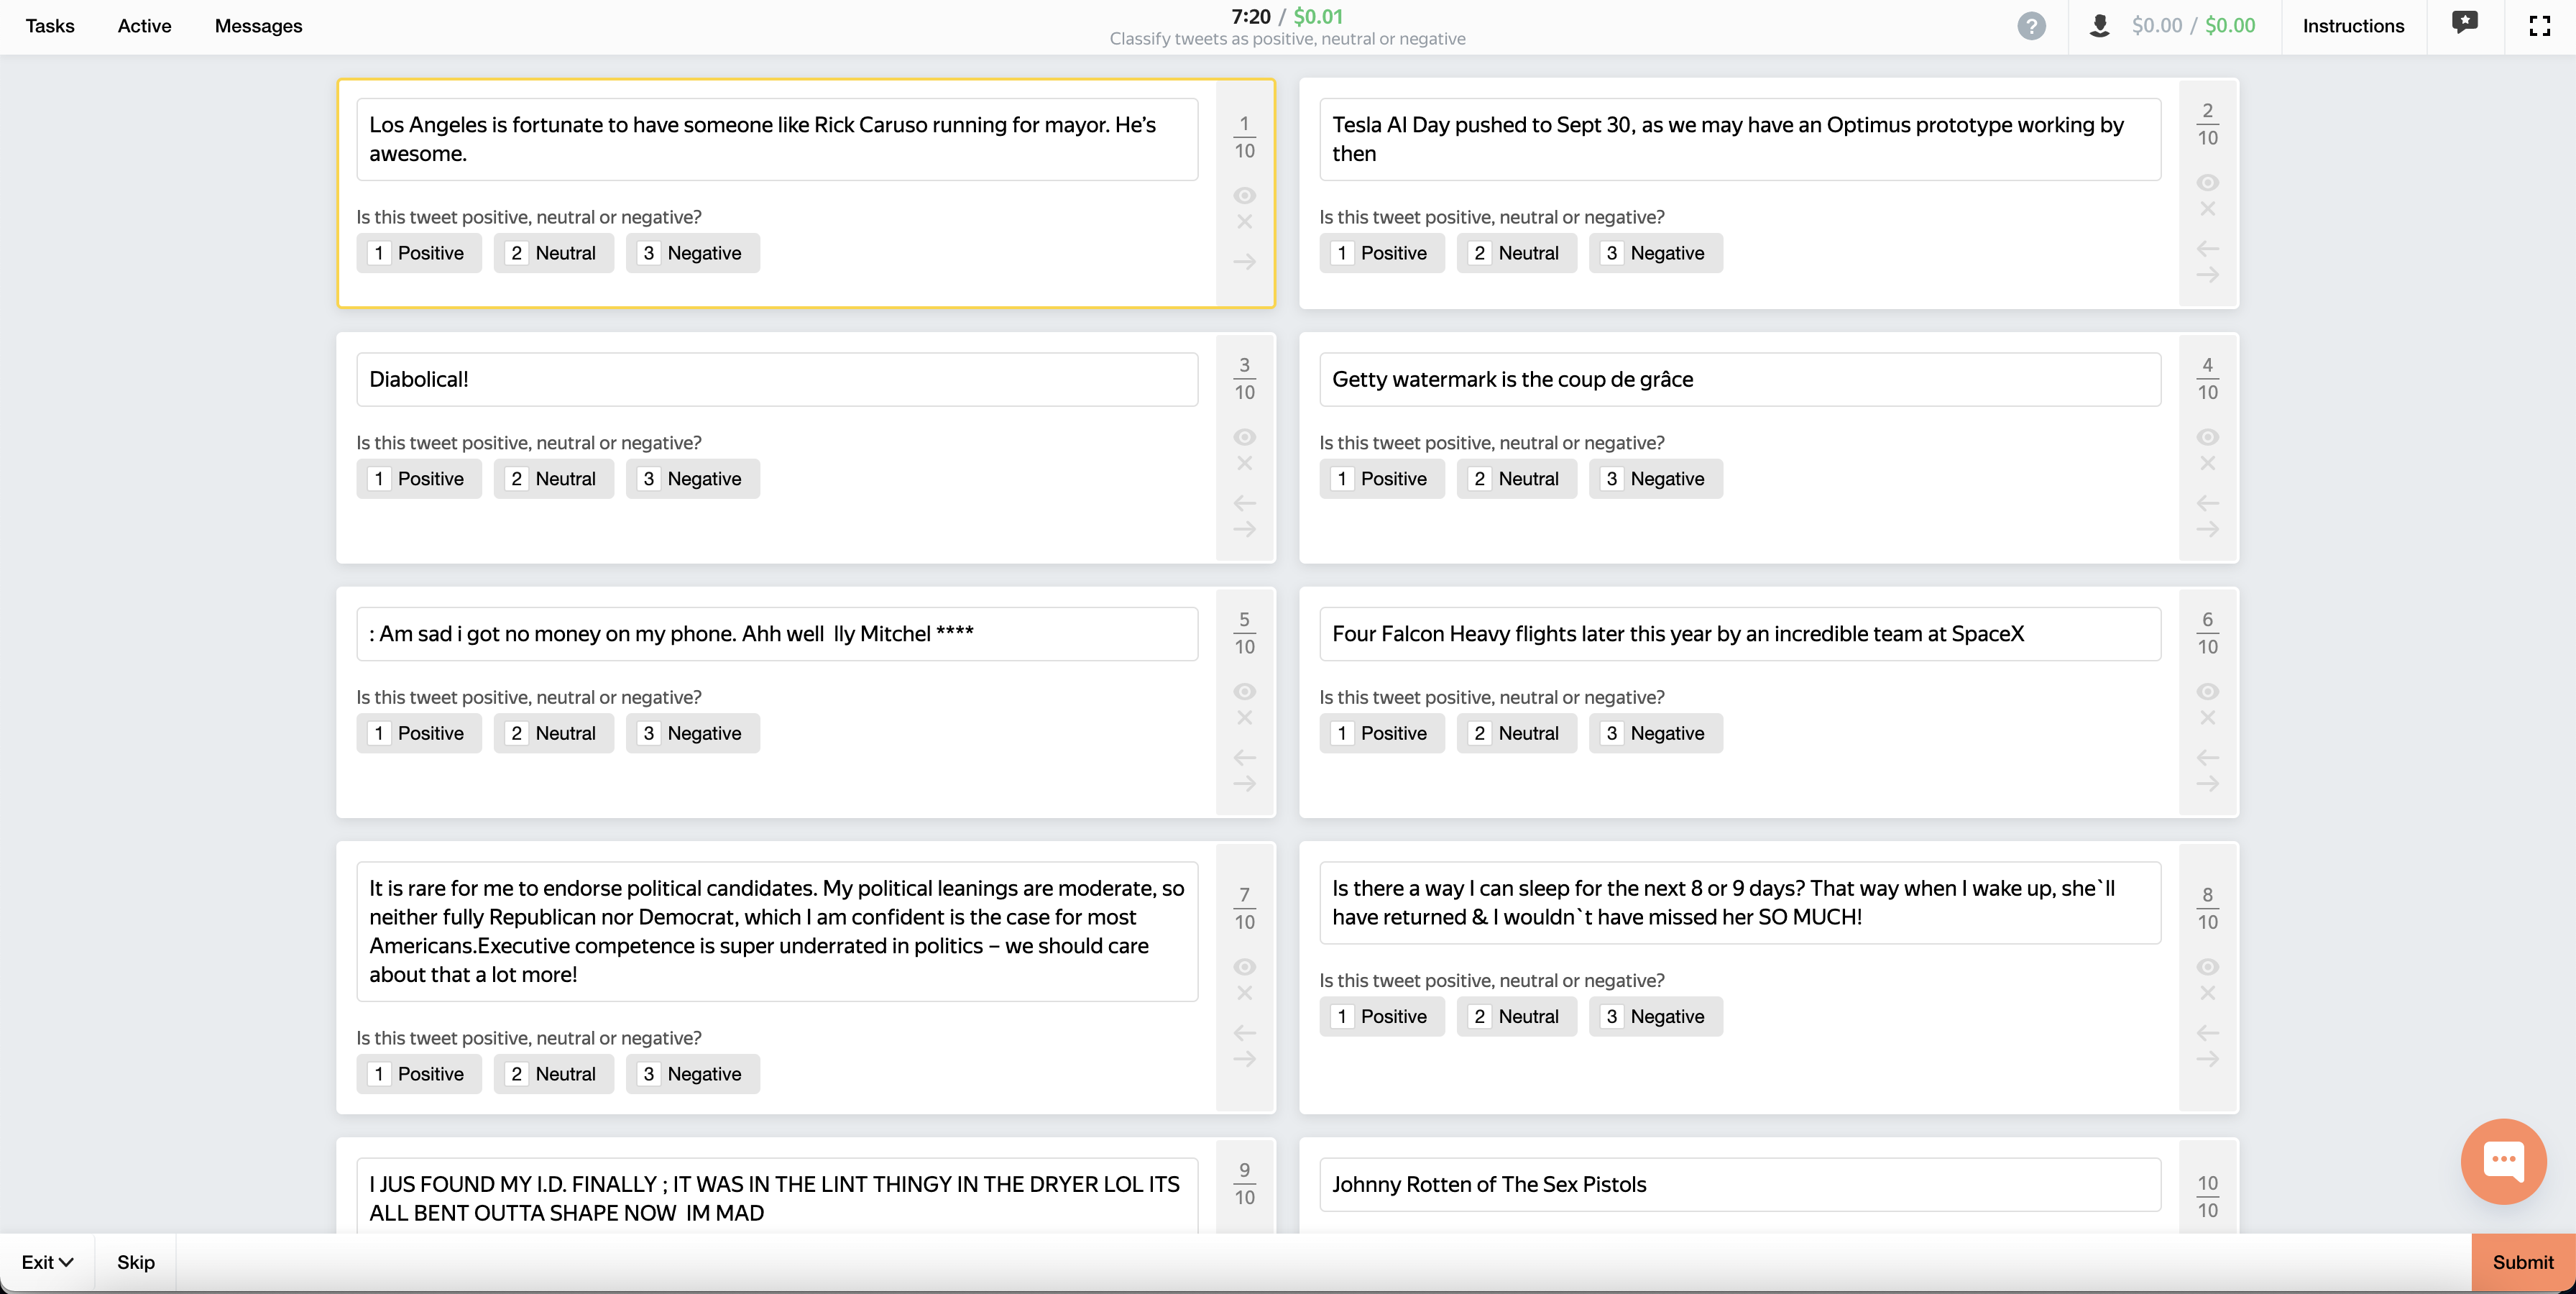 Tasks Active Messages
7:20 / $0.01
Classify tweets as positive, neutral or negative
? $0.00 / $0.00 Instructions
Los Angeles is fortunate to have someone like Rick Caruso running for mayor. He’s
awesome.
Is this tweet positive, neutral or negative?
1 Positive 2 Neutral 3 Negative
1
10
Tesla AI Day pushed to Sept 30, as we may have an Optimus prototype working by
then
Is this tweet positive, neutral or negative?
1 Positive 2 Neutral 3 Negative
2
10
Diabolical!
Is this tweet positive, neutral or negative?
1 Positive 2 Neutral 3 Negative
3
10
Getty watermark is the coup de grâce
Is this tweet positive, neutral or negative?
1 Positive 2 Neutral 3 Negative
4
10
: Am sad i got no money on my phone. Ahh well  lly Mitchel ****
Is this tweet positive, neutral or negative?
1 Positive 2 Neutral 3 Negative
5
10
Four Falcon Heavy flights later this year by an incredible team at SpaceX
Is this tweet positive, neutral or negative?
1 Positive 2 Neutral 3 Negative
6
10
It is rare for me to endorse political candidates. My political leanings are moderate, so
neither fully Republican nor Democrat, which I am confident is the case for most
Americans.Executive competence is super underrated in politics – we should care
about that a lot more!
Is this tweet positive, neutral or negative?
1 Positive 2 Neutral 3 Negative
7
10
Is there a way I can sleep for the next 8 or 9 days? That way when I wake up, she`ll
have returned & I wouldn`t have missed her SO MUCH!
Is this tweet positive, neutral or negative?
1 Positive 2 Neutral 3 Negative
8
10
I JUS FOUND MY I.D. FINALLY ; IT WAS IN THE LINT THINGY IN THE DRYER LOL ITS
ALL BENT OUTTA SHAPE NOW  IM MAD
9
10
Johnny Rotten of The Sex Pistols
10
10
Exit Skip Submit